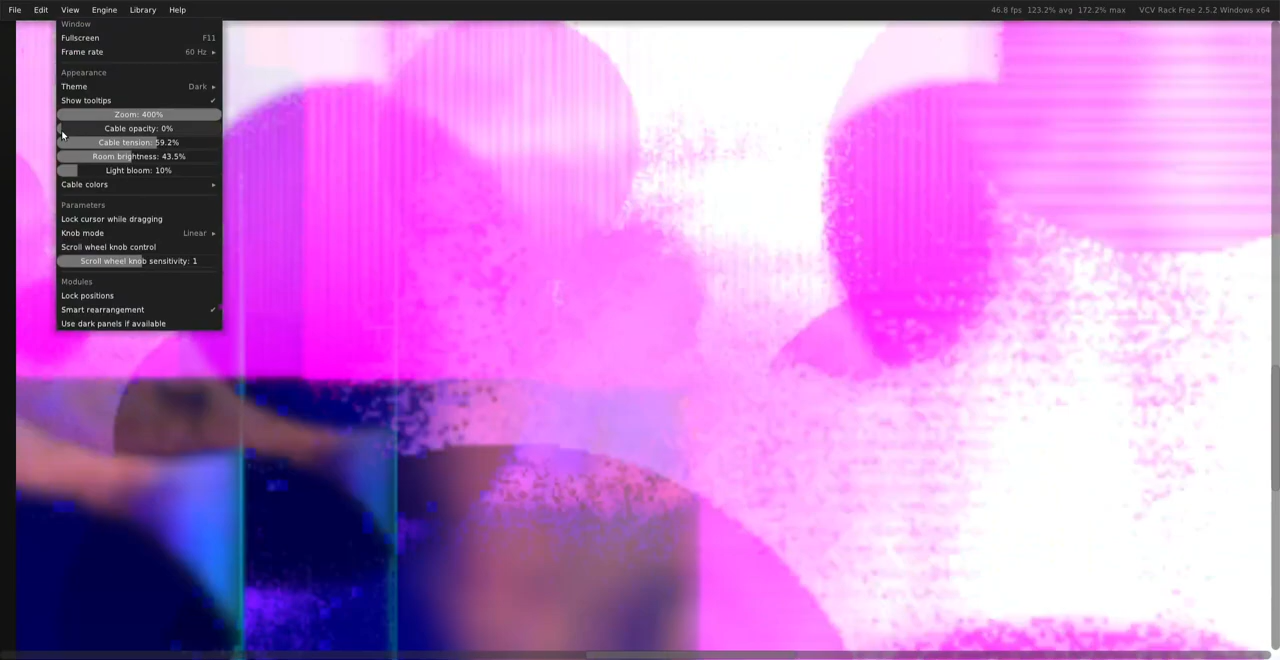 File Edit View Engine Library Help 46.8 fps 123.2% avg 172.2% max VCV Rack Free 2.5.2 Windows x64
Window
Fullscreen F11
Frame rate 60 Hz ▸
Appearance
Theme Dark ▸
Show tooltips ✔
Zoom: 400%
Cable opacity: 0%
Cable tension: 59.2%
Room brightness: 43.5%
Light bloom: 10%
Cable colors ▸
Parameters
Lock cursor while dragging
Knob mode Linear ▸
Scroll wheel knob control
Scroll wheel knob sensitivity: 1
Modules
Lock positions
Smart rearrangement ✔
Use dark panels if available